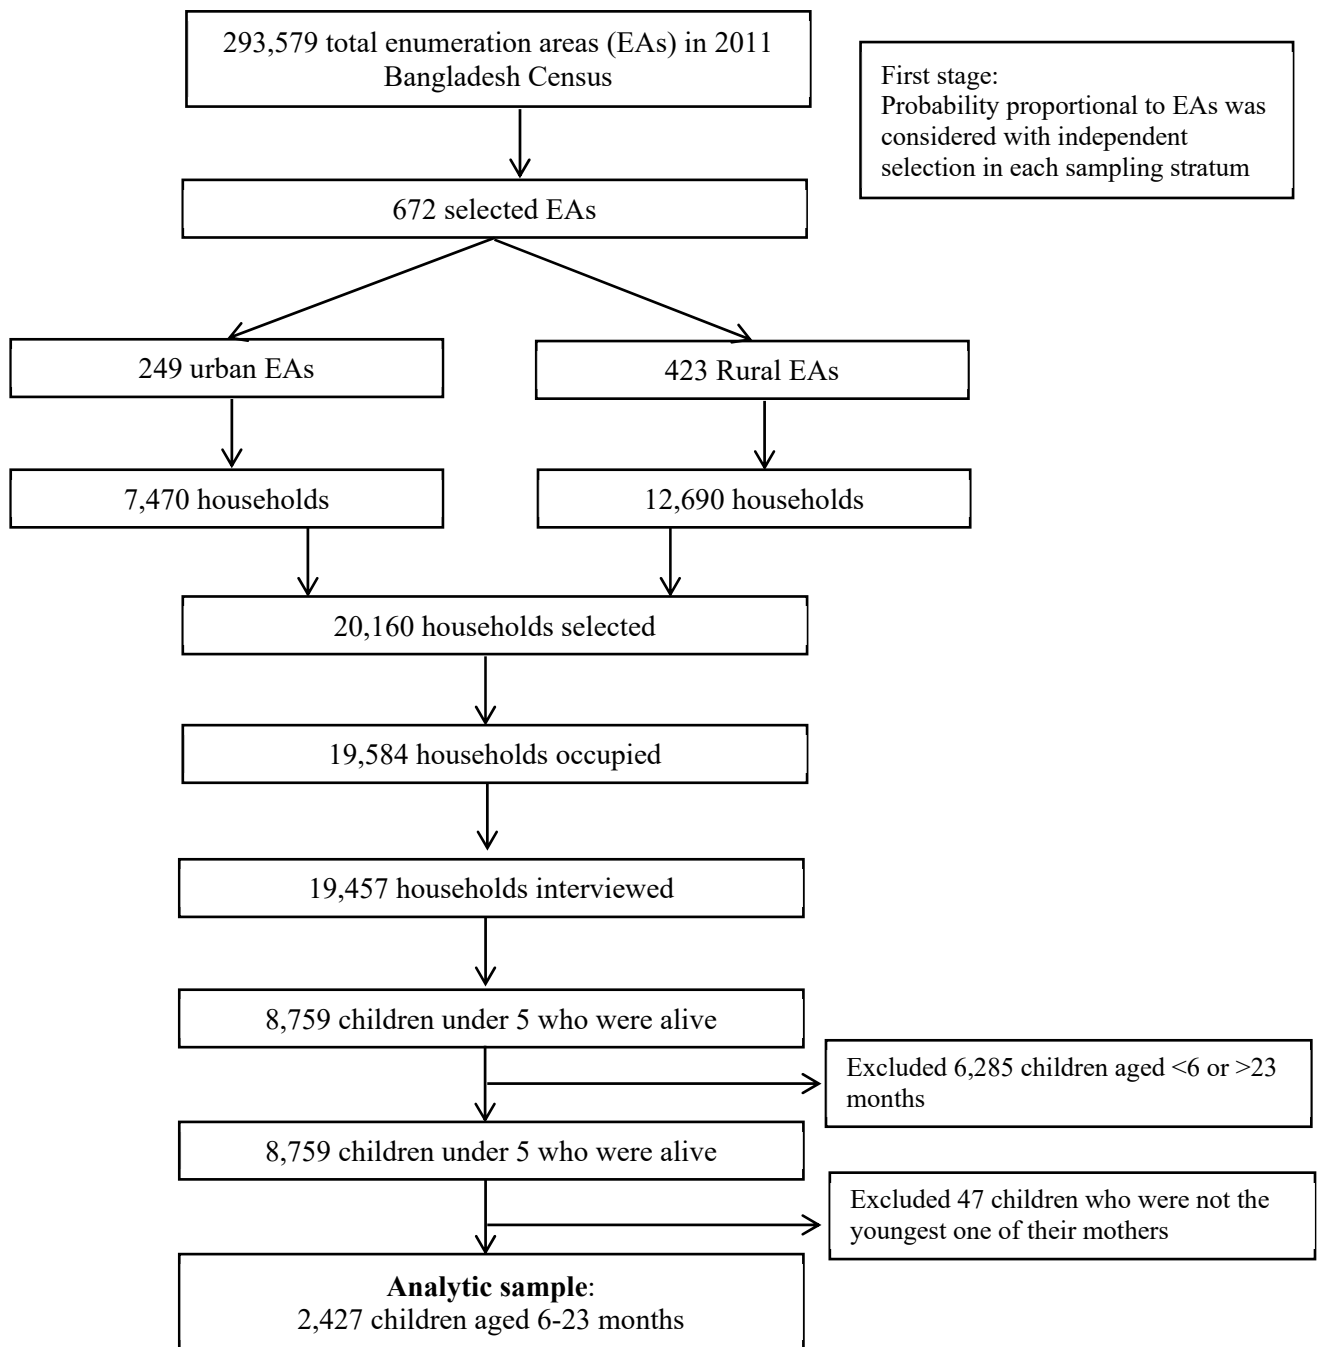 293,579 total enumeration areas (EAs) in 2011
Bangladesh Census
First stage:
Probability proportional to EAs was
considered with independent
selection in each sampling stratum
672 selected EAs
249 urban EAs
423 Rural EAs
7,470 households
12,690 households
20,160 households selected
19,584 households occupied
19,457 households interviewed
8,759 children under 5 who were alive
Excluded 6,285 children aged <6 or >23
months
8,759 children under 5 who were alive
Excluded 47 children who were not the
youngest one of their mothers
Analytic sample:
2,427 children aged 6-23 months